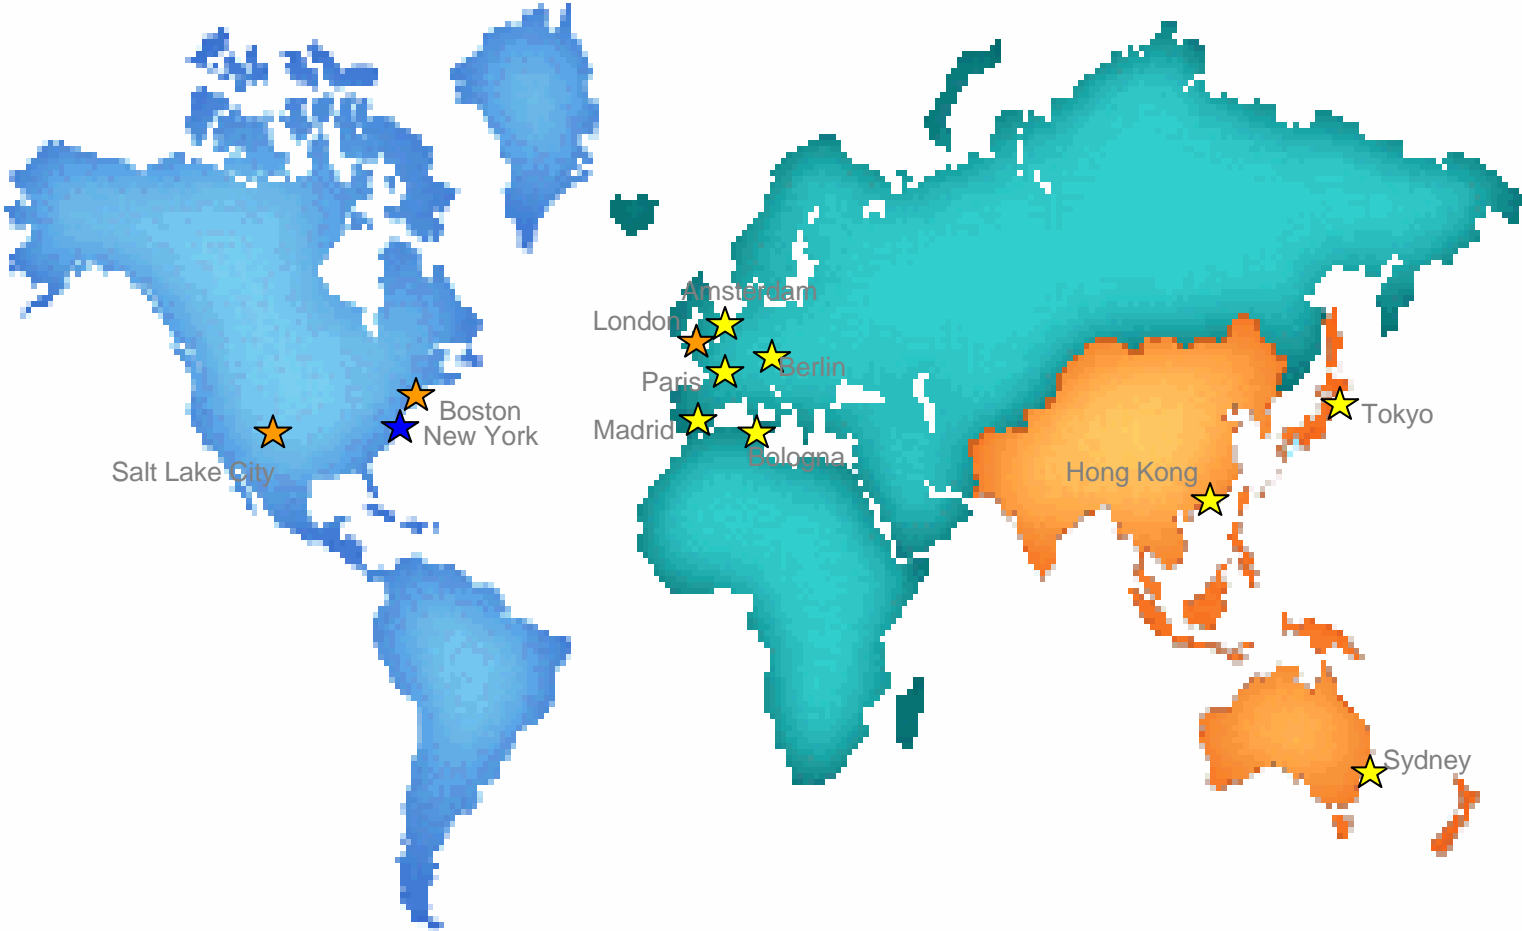 Amsterdam
London
Berlin
Paris
Boston
Tokyo
Madrid
New York
Bologna
Salt Lake City
Hong Kong
Sydney